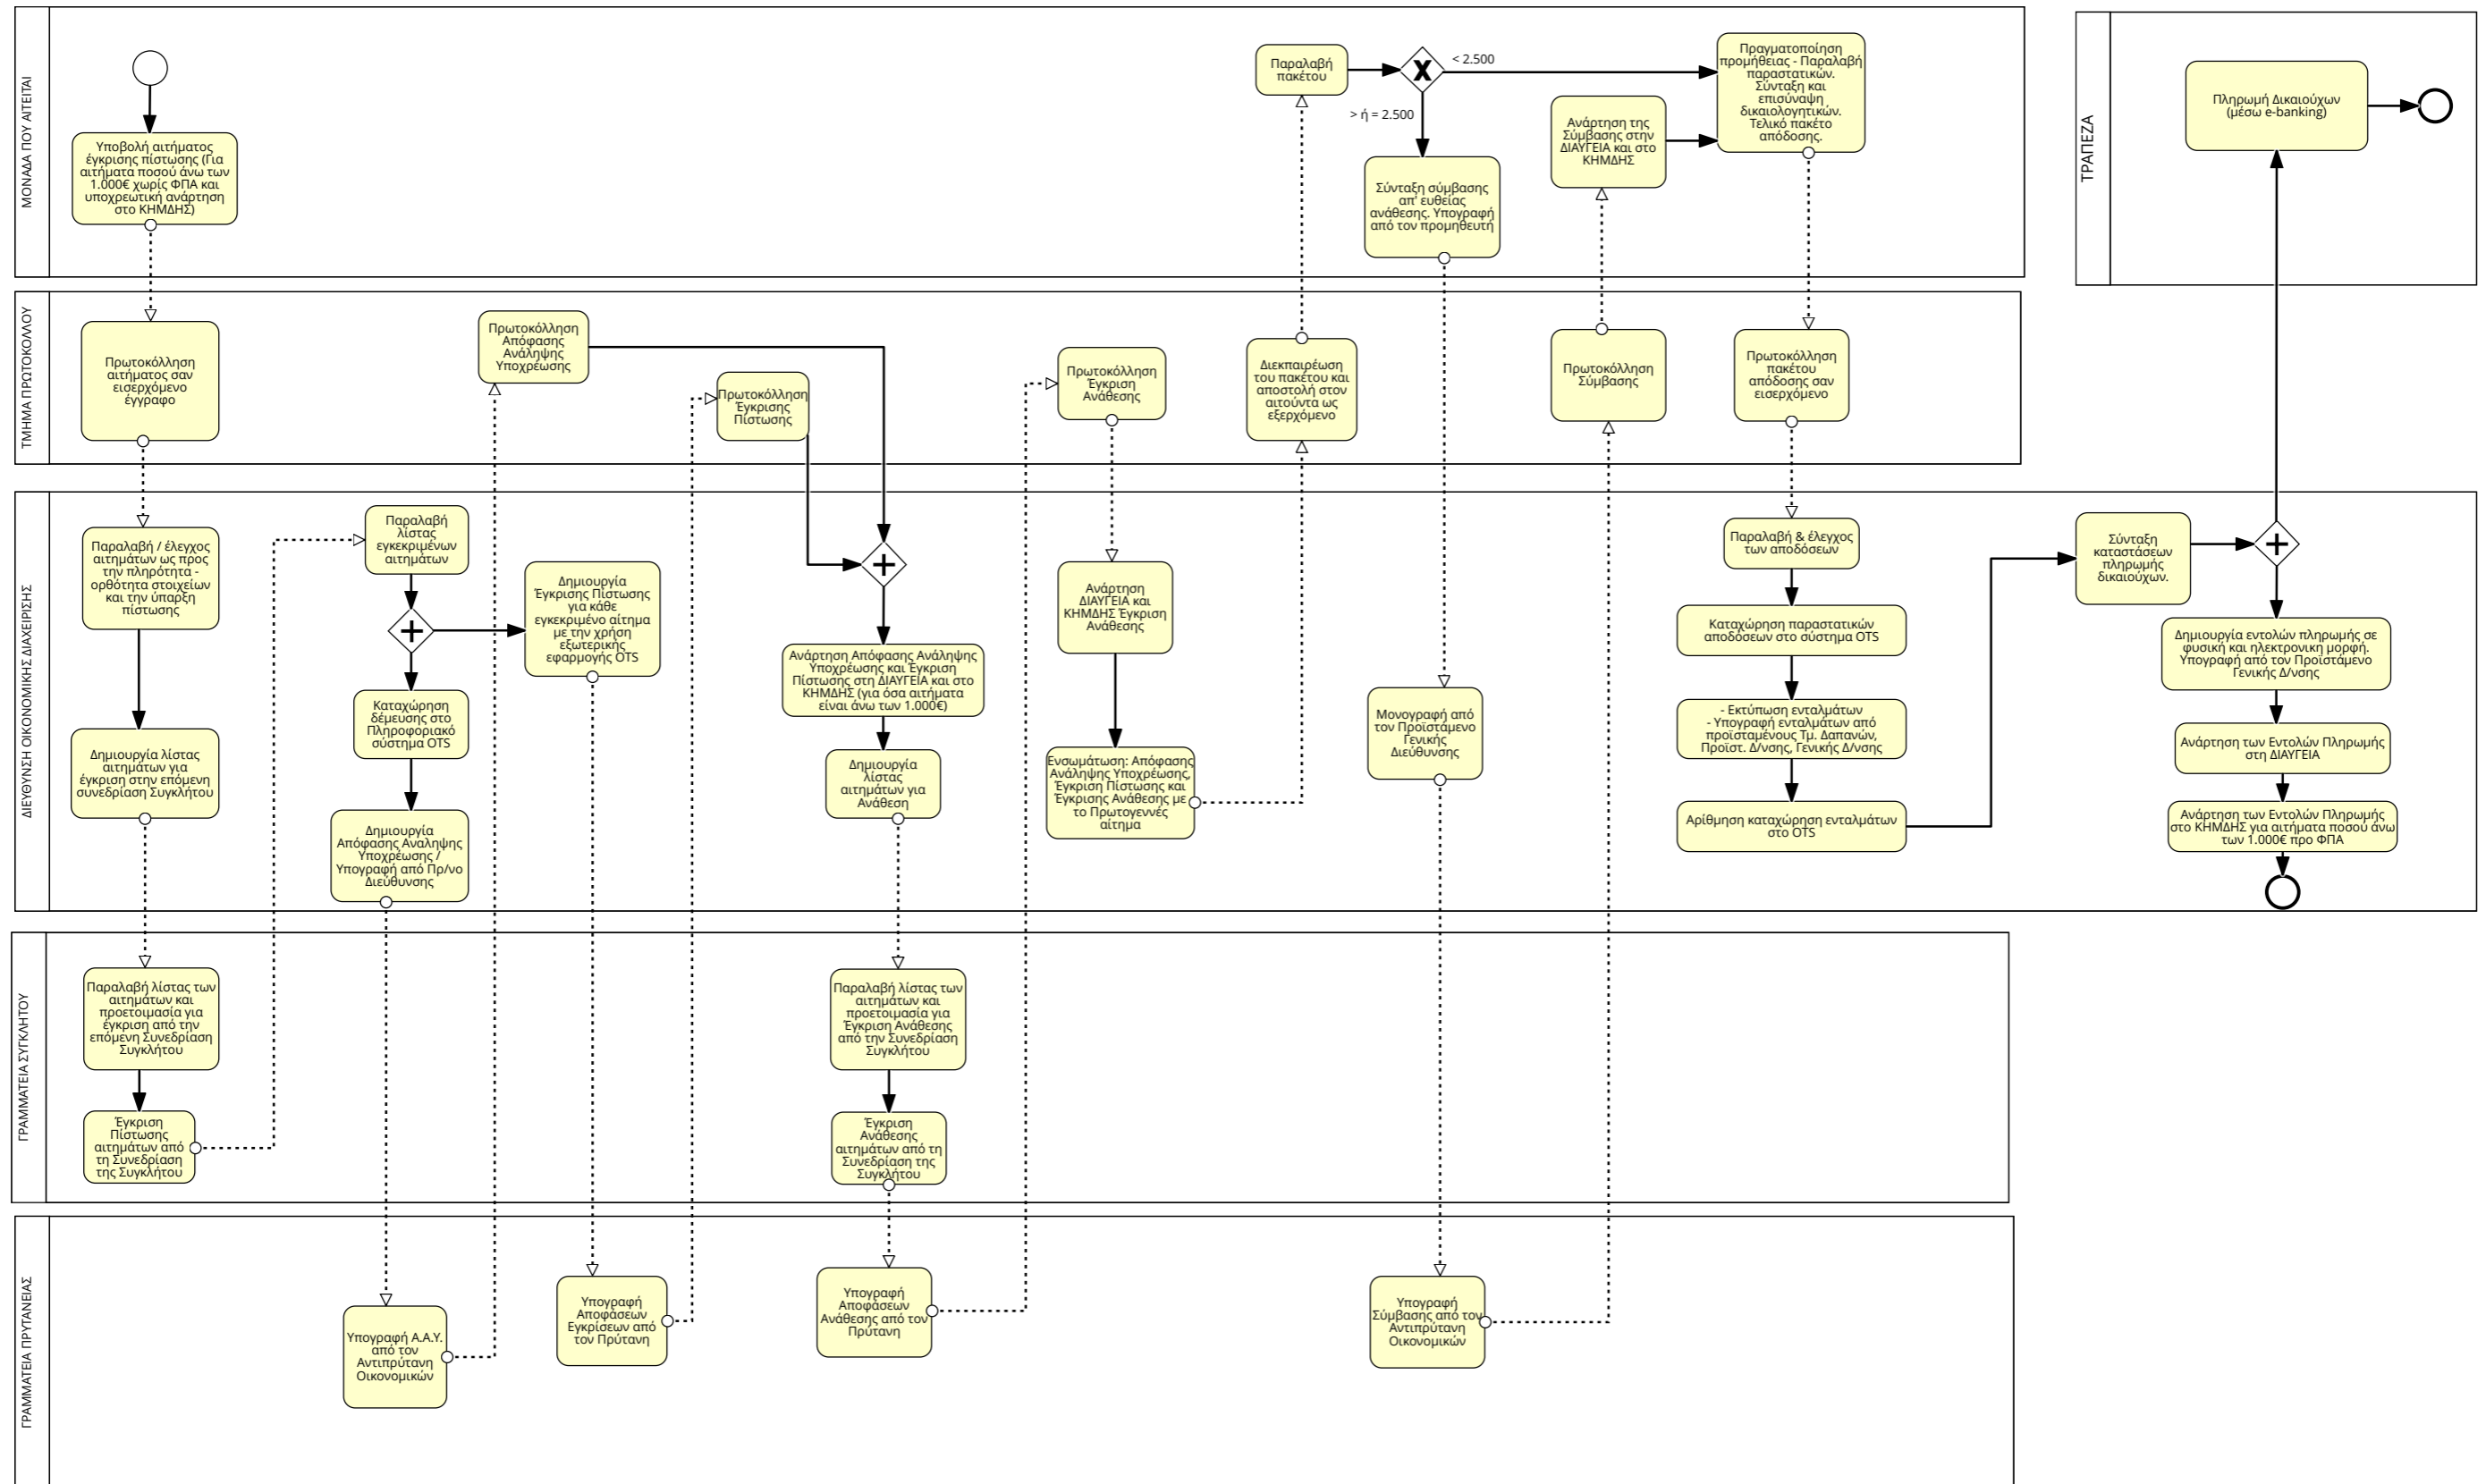 ΜΟΝΑΔΑ ΠΟΥ ΑΙΤΕΙΤΑΙ
Υποβολή αιτήματος
έγκρισης πίστωσης (Για
αιτήματα ποσού άνω των
1.000€ χωρίς ΦΠΑ και
υποχρεωτική ανάρτηση
στο ΚΗΜΔΗΣ)
Παραλαβή
πακέτου
< 2.500
> ή = 2.500
Σύνταξη σύμβασης
απ' ευθείας
ανάθεσης. Υπογραφή
από τον προμηθευτή
Ανάρτηση της
Σύμβασης στην
ΔΙΑΥΓΕΙΑ και στο
ΚΗΜΔΗΣ
Πραγματοποίηση
προμήθειας - Παραλαβή
παραστατικών.
Σύνταξη και
επισύναψη
δικαιολογητικών.
Τελικό πακέτο
απόδοσης.
ΤΡΑΠΕΖΑ
Πληρωμή Δικαιούχων
(μέσω e-banking)
ΤΜΗΜΑ ΠΡΩΤΟΚΟΛΛΟΥ
Πρωτοκόλληση
αιτήματος σαν
εισερχόμενο
έγγραφο
Πρωτοκόλληση
Απόφασης
Ανάληψης
Υποχρέωσης
Πρωτοκόλληση
Έγκρισης
Πίστωσης
Πρωτοκόλληση
Έγκριση
Ανάθεσης
Διεκπαιρέωση
του πακέτου και
αποστολή στον
αιτούντα ως
εξερχόμενο
Πρωτοκόλληση
Σύμβασης
Πρωτοκόλληση
πακέτου
απόδοσης σαν
εισερχόμενο
ΔΙΕΥΘΥΝΣΗ ΟΙΚΟΝΟΜΙΚΗΣ ΔΙΑΧΕΙΡΙΣΗΣ
Παραλαβή / έλεγχος
αιτημάτων ως προς
την πληρότητα -
ορθότητα στοιχείων
και την ύπαρξη
πίστωσης
Δημιουργία λίστας
αιτημάτων για
έγκριση στην επόμενη
συνεδρίαση Συγκλήτου
Παραλαβή
λίστας
εγκεκριμένων
αιτημάτων
Καταχώρηση
δέμευσης στο
Πληροφοριακό
σύστημα OTS
Δημιουργία
Απόφασης Αναληψης
Υποχρέωσης /
Υπογραφή από Πρ/νο
Διεύθυνσης
Δημιουργία
Έγκρισης Πίστωσης
για κάθε
εγκεκριμένο αίτημα
με την χρήση
εξωτερικής
εφαρμογής OTS
Ανάρτηση Απόφασης Ανάληψης
Υποχρέωσης και Έγκριση
Πίστωσης στη ΔΙΑΥΓΕΙΑ και στο
ΚΗΜΔΗΣ (για όσα αιτήματα
είναι άνω των 1.000€)
Δημιουργία
λίστας
αιτημάτων για
Ανάθεση
Ανάρτηση
ΔΙΑΥΓΕΙΑ και
ΚΗΜΔΗΣ Έγκριση
Ανάθεσης
Ενσωμάτωση: Απόφασης
Ανάληψης Υποχρέωσης,
Έγκριση Πίστωσης και
Έγκρισης Ανάθεσης με
το Πρωτογεννές
αίτημα
Μονογραφή από
τον Προϊστάμενο
Γενικής
Διεύθυνσης
Παραλαβή & έλεγχος
των αποδόσεων
Καταχώρηση παραστατικών
αποδόσεων στο σύστημα OTS
- Εκτύπωση ενταλμάτων
- Υπογραφή ενταλμάτων από
προϊσταμένους Τμ. Δαπανών,
Προϊστ. Δ/νσης, Γενικής Δ/νσης
Αρίθμηση καταχώρηση ενταλμάτων
στο OTS
Σύνταξη
καταστάσεων
πληρωμής
δικαιούχων.
Δημιουργία εντολών πληρωμής σε
φυσική και ηλεκτρονική μορφή.
Υπογραφή από τον Προϊστάμενο
Γενικής Δ/νσης
Ανάρτηση των Εντολών Πληρωμής
στη ΔΙΑΥΓΕΙΑ
Ανάρτηση των Εντολών Πληρωμής
στο ΚΗΜΔΗΣ για αιτήματα ποσού άνω
των 1.000€ προ ΦΠΑ
ΓΡΑΜΜΑΤΕΙΑ ΣΥΓΚΛΗΤΟΥ
Παραλαβή λίστας των
αιτημάτων και
προετοιμασία για
έγκριση από την
επόμενη Συνεδρίαση
Συγκλήτου
Έγκριση
Πίστωσης
αιτημάτων από
τη Συνεδρίαση
της Συγκλήτου
Παραλαβή λίστας των
αιτημάτων και
προετοιμασία για
Έγκριση Ανάθεσης
από την Συνεδρίαση
Συγκλήτου
Έγκριση
Ανάθεσης
αιτημάτων από τη
Συνεδρίαση της
Συγκλήτου
ΓΡΑΜΜΑΤΕΙΑ ΠΡΥΤΑΝΕΙΑΣ
Υπογραφή Α.Α.Υ.
από τον
Αντιπρύτανη
Οικονομικών
Υπογραφή
Αποφάσεων
Εγκρίσεων από
τον Πρύτανη
Υπογραφή
Αποφάσεων
Ανάθεσης από τον
Πρύτανη
Υπογραφή
Σύμβασης από τον
Αντιπρύτανη
Οικονομικών